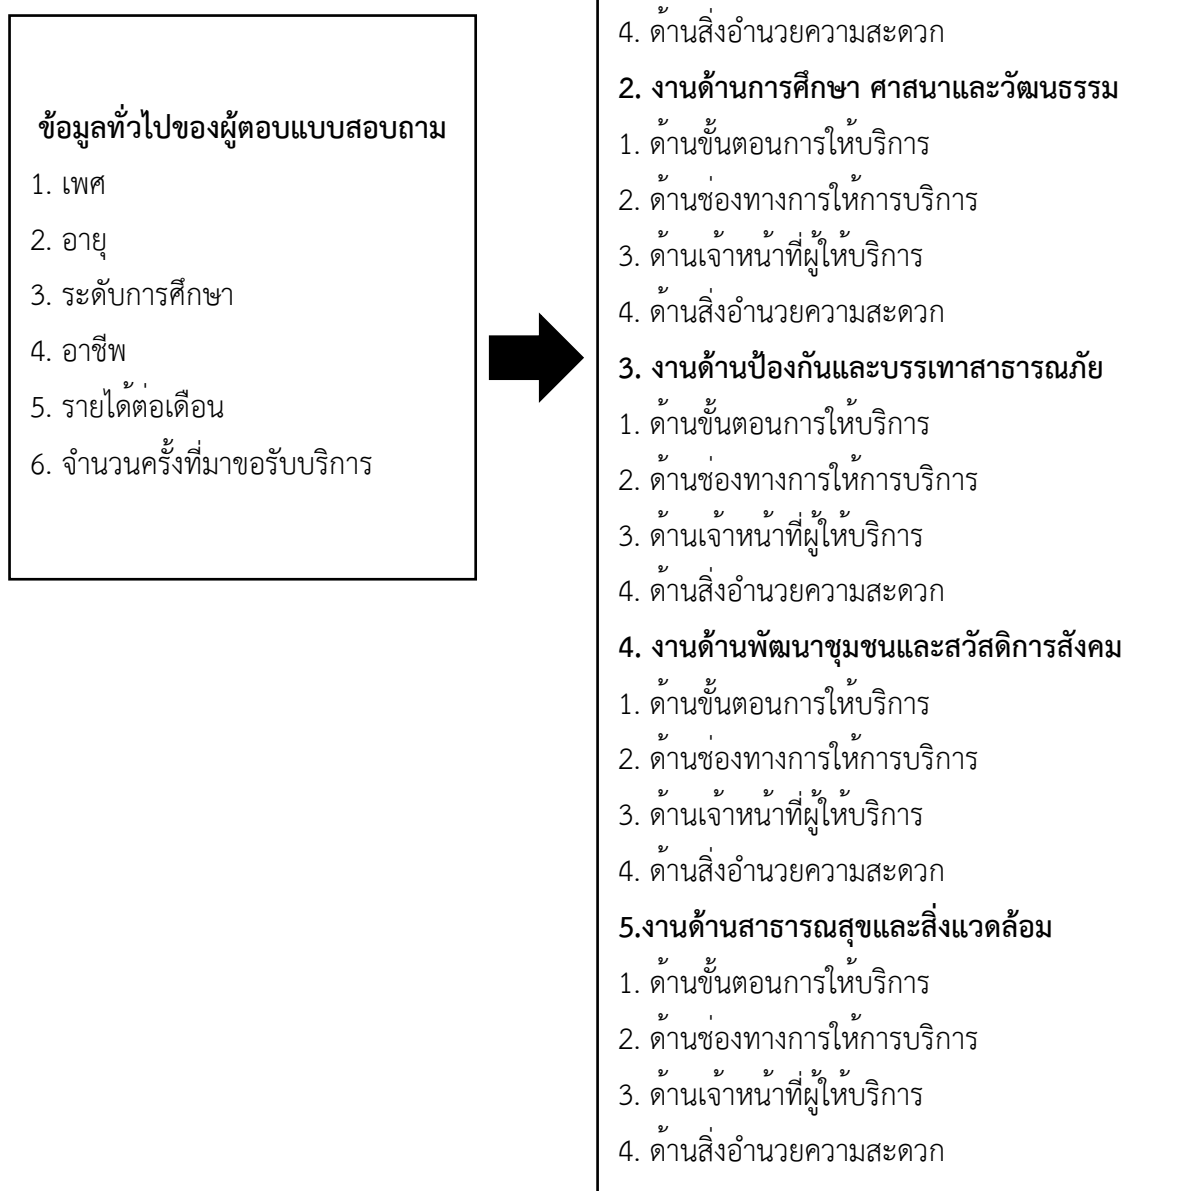 ข้อมูลทั่วไปของผู้ตอบแบบสอบถาม
1. เพศ
2. อายุ
3. ระดับการศึกษา
4. อาชีพ
5. รายได้ต่อเดือน
6. จำนวนครั้งที่มาขอรับบริการ
4. ด้านสิ่งอำนวยความสะดวก
2. งานด้านการศึกษา ศาสนาและวัฒนธรรม
1. ด้านขั้นตอนการให้บริการ
2. ด้านช่องทางการให้การบริการ
3. ด้านเจ้าหน้าที่ผู้ให้บริการ
4. ด้านสิ่งอำนวยความสะดวก
3. งานด้านป้องกันและบรรเทาสาธารณภัย
1. ด้านขั้นตอนการให้บริการ
2. ด้านช่องทางการให้การบริการ
3. ด้านเจ้าหน้าที่ผู้ให้บริการ
4. ด้านสิ่งอำนวยความสะดวก
4. งานด้านพัฒนาชุมชนและสวัสดิการสังคม
1. ด้านขั้นตอนการให้บริการ
2. ด้านช่องทางการให้การบริการ
3. ด้านเจ้าหน้าที่ผู้ให้บริการ
4. ด้านสิ่งอำนวยความสะดวก
5.งานด้านสาธารณสุขและสิ่งแวดล้อม
1. ด้านขั้นตอนการให้บริการ
2. ด้านช่องทางการให้การบริการ
3. ด้านเจ้าหน้าที่ผู้ให้บริการ
4. ด้านสิ่งอำนวยความสะดวก